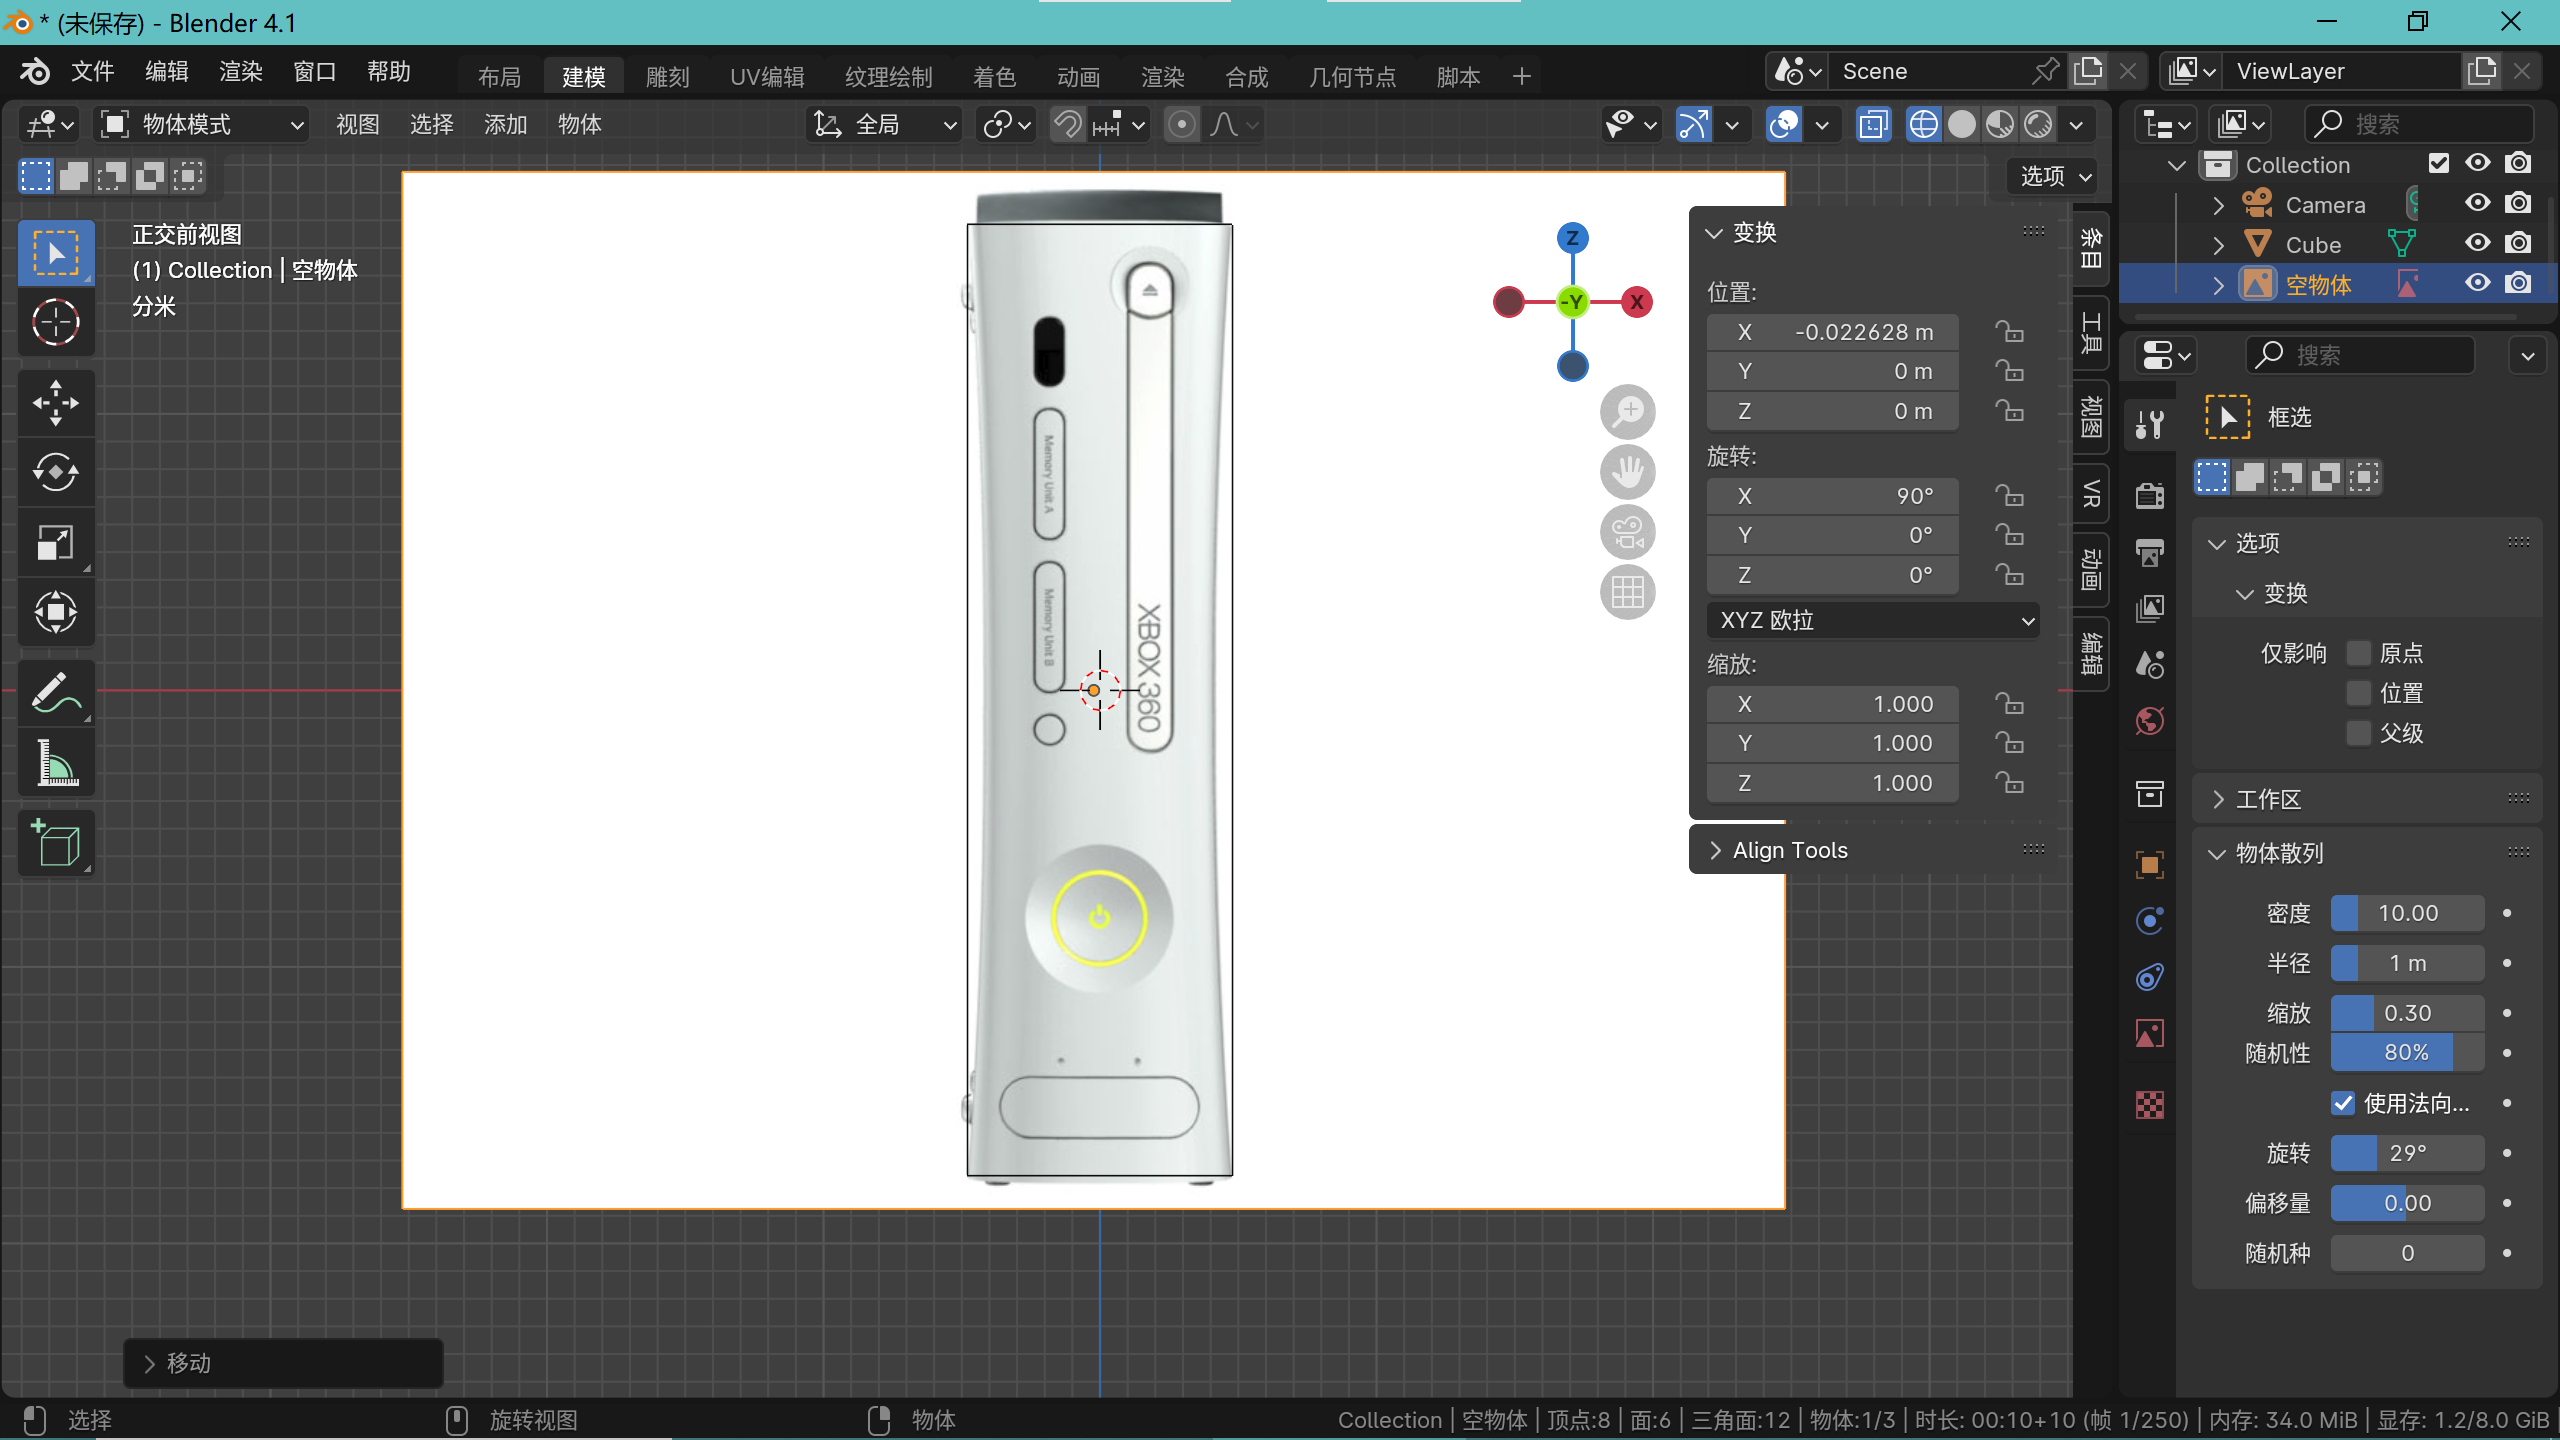 * (未保存) - Blender 4.1
文件 编辑 渲染 窗口 帮助
布局 建模 雕刻 UV编辑 纹理绘制 着色 动画 渲染 合成 几何节点 脚本 +
Scene
ViewLayer
物体模式 视图 选择 添加 物体
全局
选项
正交前视图
(1) Collection | 空物体
分米
Memory Unit A
Memory Unit B
XBOX 360
Z
-Y
X
变换
位置:
X -0.022628 m
Y 0 m
Z 0 m
旋转:
X 90°
Y 0°
Z 0°
XYZ 欧拉
缩放:
X 1.000
Y 1.000
Z 1.000
Align Tools
条目
工具
视图
VR
动画
编辑
搜索
Collection
Camera
Cube
空物体
搜索
框选
选项
变换
仅影响 原点
位置
父级
工作区
物体散列
密度 10.00
半径 1 m
缩放 0.30
随机性 80%
使用法向...
旋转 29°
偏移量 0.00
随机种 0
移动
选择
旋转视图
物体
Collection | 空物体 | 顶点:8 | 面:6 | 三角面:12 | 物体:1/3 | 时长: 00:10+10 (帧 1/250) | 内存: 34.0 MiB | 显存: 1.2/8.0 GiB